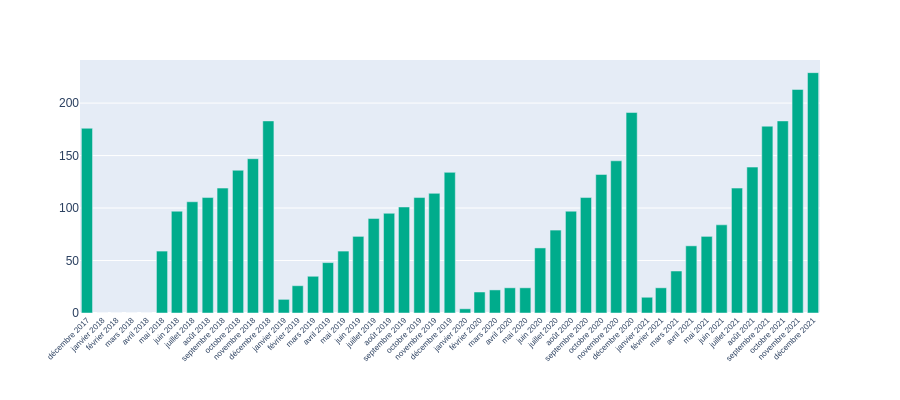 200
150
100
50
0
décembre 2017
janvier 2018
février 2018
mars 2018
avril 2018
mai 2018
juin 2018
juillet 2018
août 2018
septembre 2018
octobre 2018
novembre 2018
décembre 2018
janvier 2019
février 2019
mars 2019
avril 2019
mai 2019
juin 2019
juillet 2019
août 2019
septembre 2019
octobre 2019
novembre 2019
décembre 2019
janvier 2020
février 2020
mars 2020
avril 2020
mai 2020
juin 2020
juillet 2020
août 2020
septembre 2020
octobre 2020
novembre 2020
décembre 2020
janvier 2021
février 2021
mars 2021
avril 2021
mai 2021
juin 2021
juillet 2021
août 2021
septembre 2021
octobre 2021
novembre 2021
décembre 2021